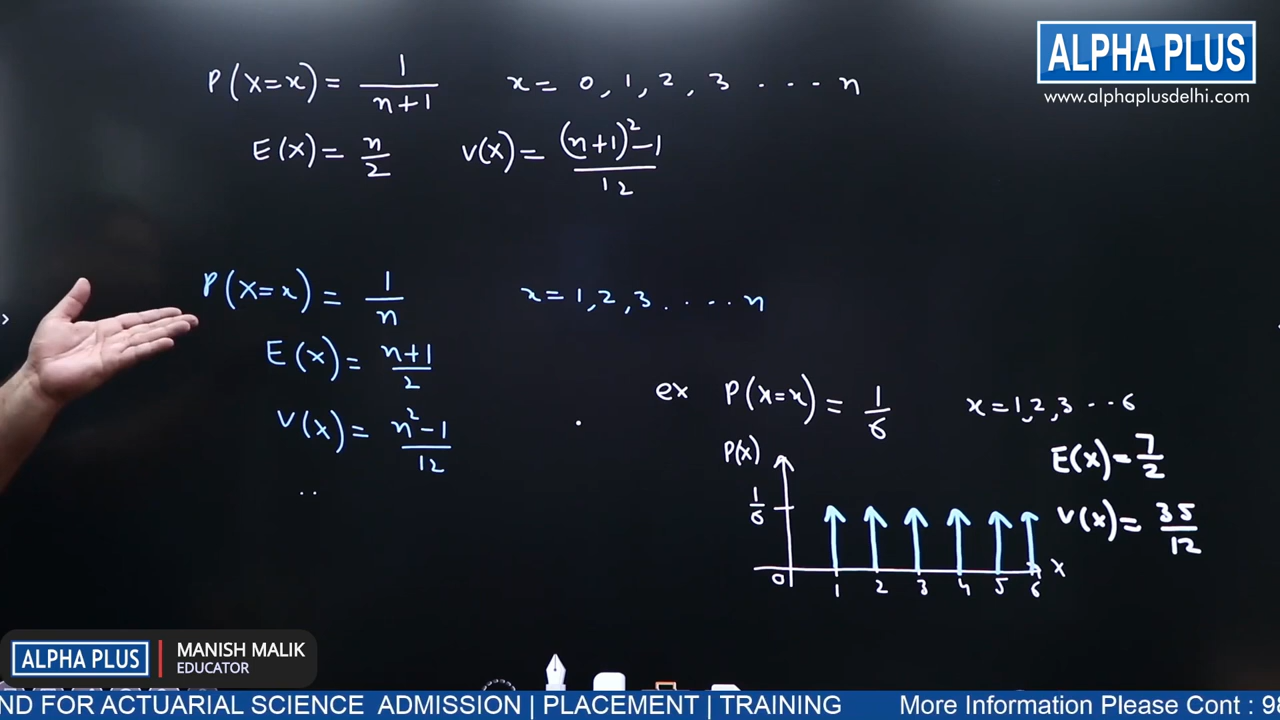 ALPHA PLUS
www.alphaplusdelhi.com
P(X=x) = 1/(n+1) x = 0, 1, 2, 3 ... n
E(X) = n/2 V(X) = ((n+1)²-1)/12
P(X=x) = 1/n x = 1, 2, 3 .... n
E(X) = (n+1)/2
V(X) = (n²-1)/12
ex P(X=x) = 1/6 x = 1, 2, 3 .. 6
P(x)
E(X) = 7/2
1/6
V(X) = 35/12
0 1 2 3 4 5 6 x
ALPHA PLUS
MANISH MALIK
EDUCATOR
ND FOR ACTUARIAL SCIENCE ADMISSION | PLACEMENT | TRAINING More Information Please Cont : 98